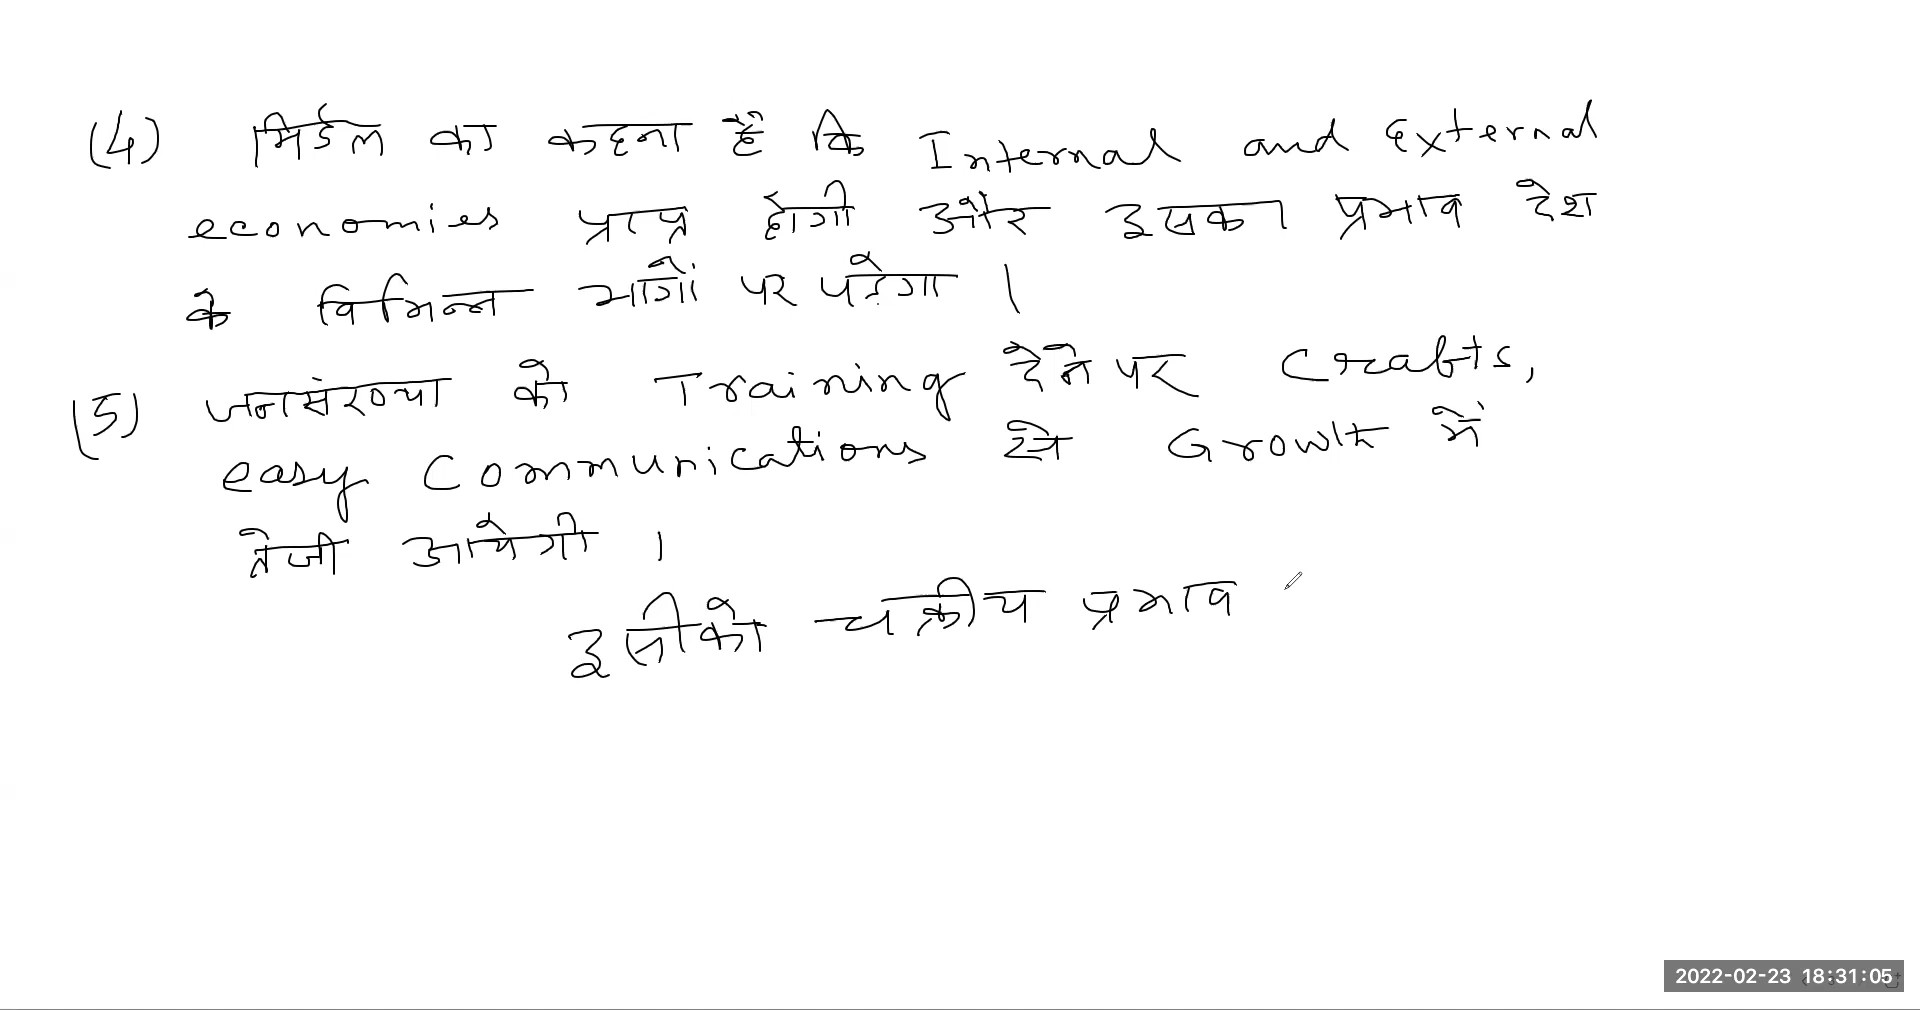 (4) मिर्डल का कहना है कि Internal and External
economies प्राप्त होगी और इसका प्रभाव देश
के विभिन्न भागों पर पड़ेगा ।
(5) जनसंख्या को Training देने पर Crafts,
easy Communications से Growth में
तेजी आयेगी ।
इसीको चक्रीय प्रभाव
2022-02-23 18:31:05